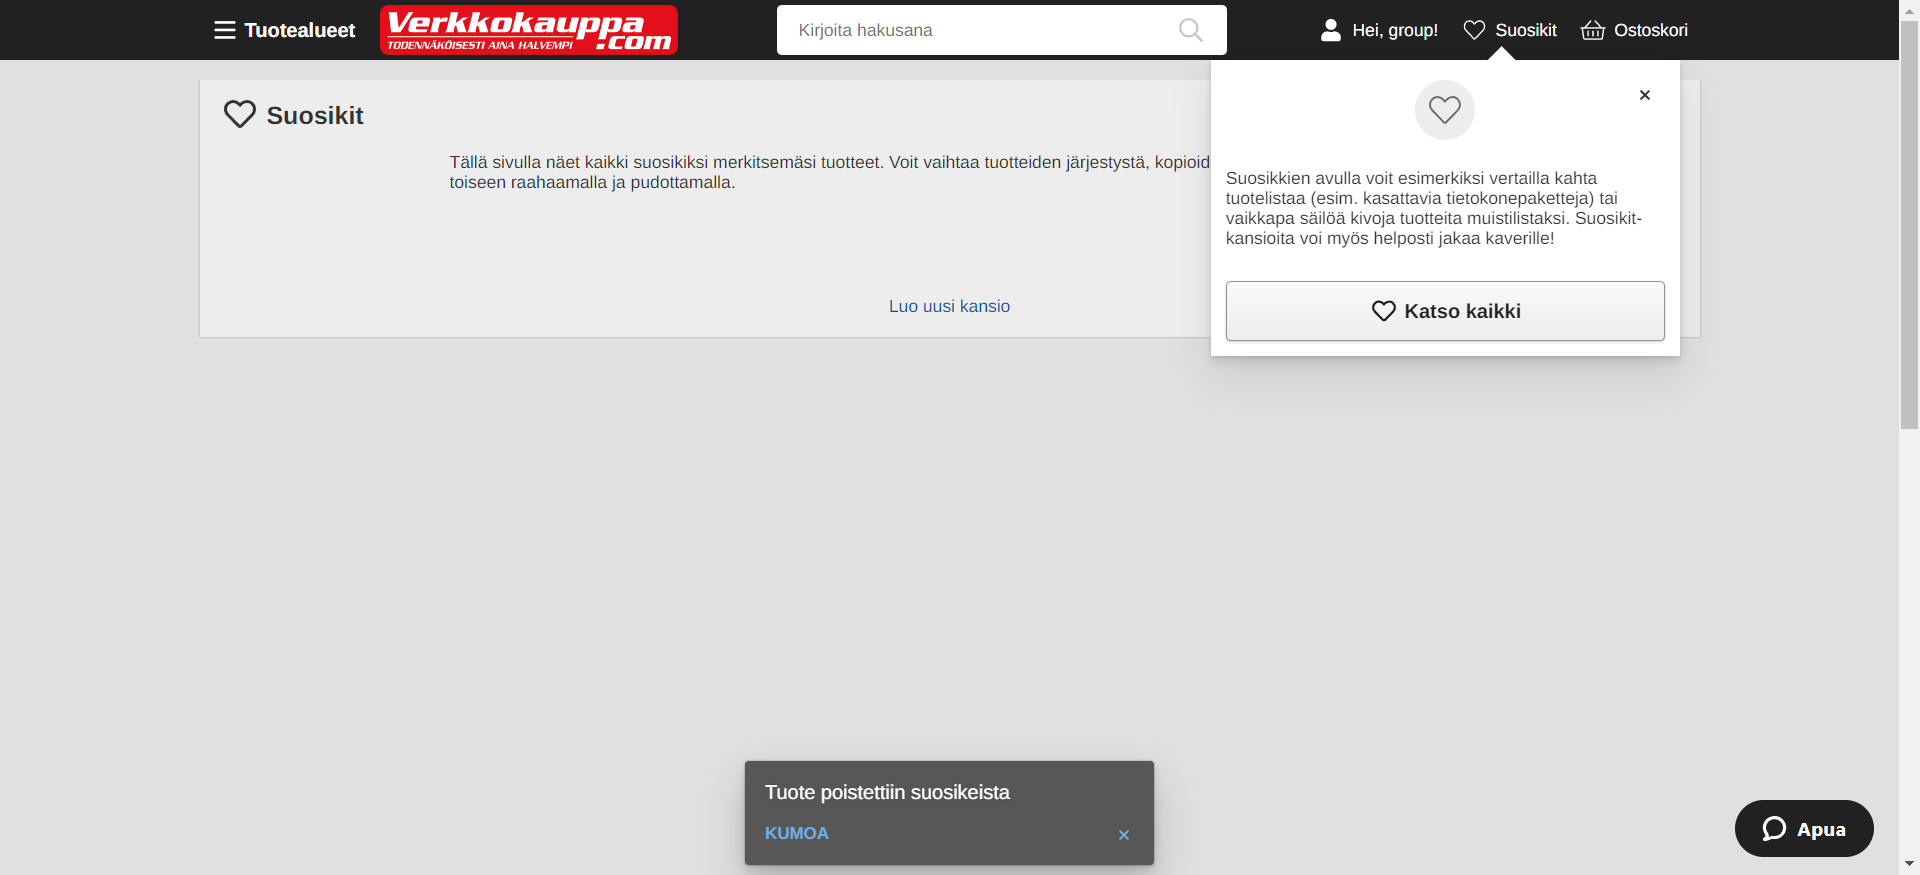 Tuotealueet
Verkkokauppa
TODENNÄKÖISESTI AINA HALVEMPI
.com
Kirjoita hakusana
Hei, group!
Suosikit
Ostoskori
Suosikit
Tällä sivulla näet kaikki suosikiksi merkitsemäsi tuotteet. Voit vaihtaa tuotteiden järjestystä, kopioid
toiseen raahaamalla ja pudottamalla.
Luo uusi kansio
Suosikkien avulla voit esimerkiksi vertailla kahta
tuotelistaa (esim. kasattavia tietokonepaketteja) tai
vaikkapa säilöä kivoja tuotteita muistilistaksi. Suosikit-
kansioita voi myös helposti jakaa kaverille!
Katso kaikki
Tuote poistettiin suosikeista
KUMOA
Apua